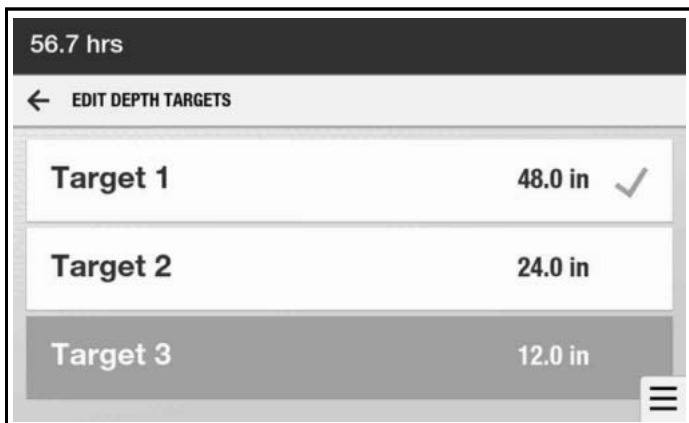 56.7 hrs
EDIT DEPTH TARGETS
Target 1 48.0 in
Target 2 24.0 in
Target 3 12.0 in